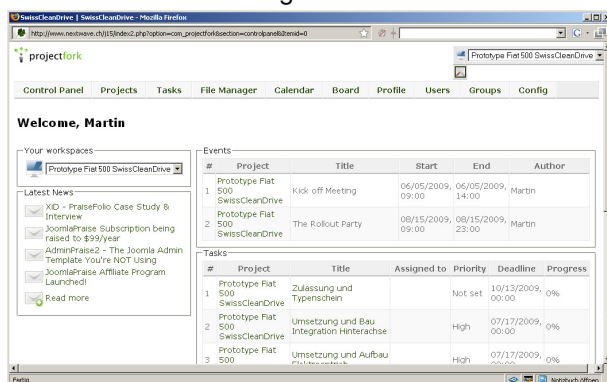 SwissCleanDrive | SwissCleanDrive - Mozilla Firefox
http://www.nextwave.ch/j15/index2.php?option=com_projectfork&section=controlpanel&Itemid=0
projectfork
Prototype Fiat 500 SwissCleanDrive
Control Panel Projects Tasks File Manager Calendar Board Profile Users Groups Config
Welcome, Martin
Your workspaces
Prototype Fiat 500 SwissCleanDrive
Latest News
XiD - PraiseFolio Case Study &
Interview
JoomlaPraise Subscription being
raised to $99/year
AdminPraise2 - The Joomla Admin
Template You're NOT Using
JoomlaPraise Affiliate Program
Launched!
Read more
Events
# Project Title Start End Author
1 Prototype Fiat 500 SwissCleanDrive Kick off Meeting 06/05/2009, 09:00 06/05/2009, 14:00 Martin
2 Prototype Fiat 500 SwissCleanDrive The Rollout Party 08/15/2009, 09:00 08/15/2009, 23:00 Martin
Tasks
# Project Title Assigned to Priority Deadline Progress
1 Prototype Fiat 500 SwissCleanDrive Zulassung und Typenschein Not set 10/13/2009, 00:00 0%
2 Prototype Fiat 500 SwissCleanDrive Umsetzung und Bau Integration Hinterachse High 07/17/2009, 00:00 0%
3 Prototype Fiat 500 Umsetzung und Aufbau High 07/17/2009, 00:00 0%
Fertig
Notizbuch öffnen